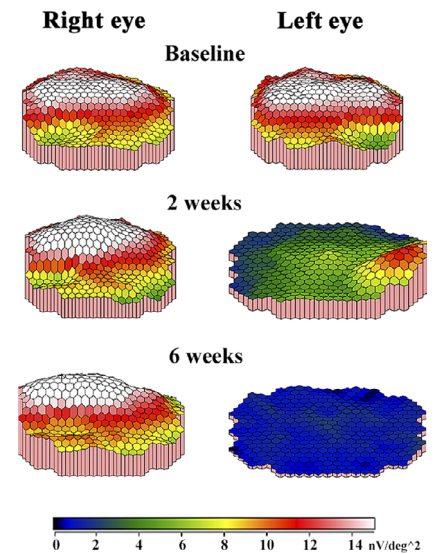 Right eye Left eye
Baseline
2 weeks
6 weeks
0 2 4 6 8 10 12 14 nV/deg^2